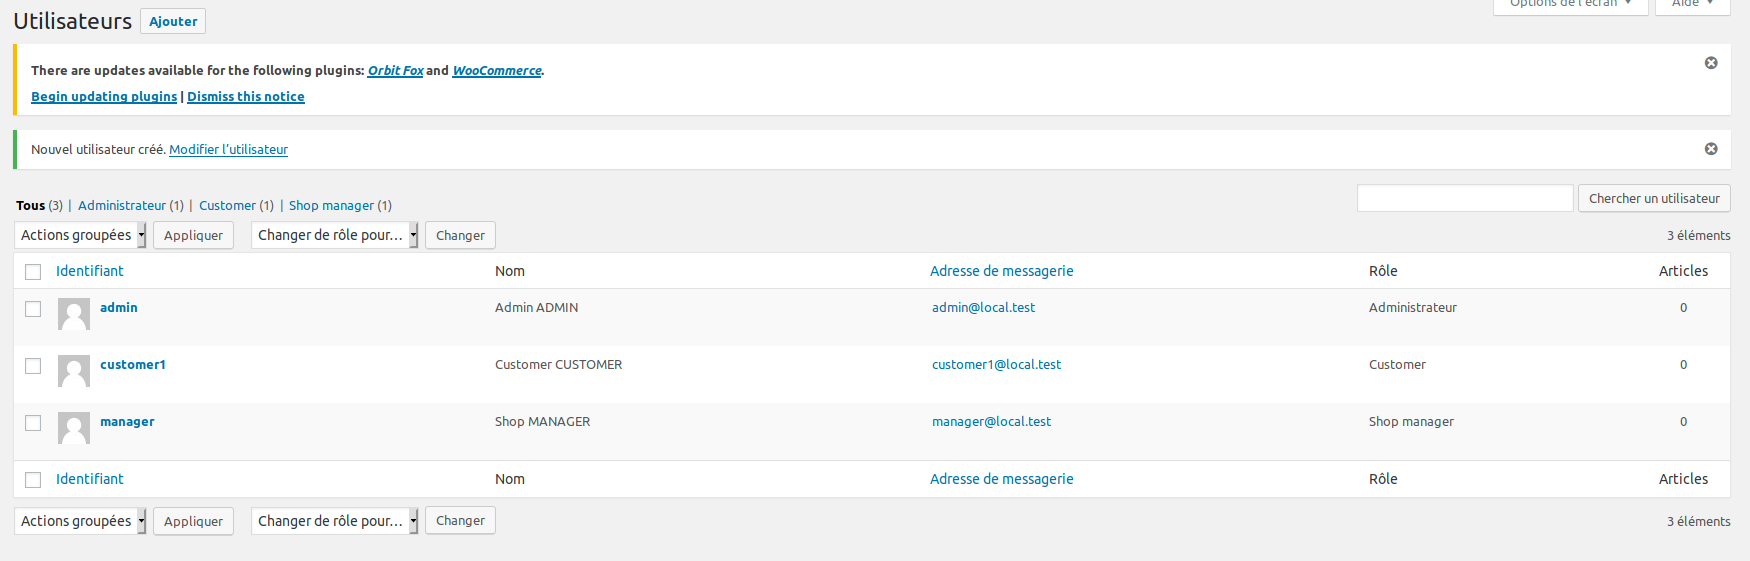 Options de l'écran ▼ Aide ▼
Utilisateurs Ajouter
There are updates available for the following plugins: Orbit Fox and WooCommerce.
Begin updating plugins | Dismiss this notice
Nouvel utilisateur créé. Modifier l'utilisateur
Tous (3) | Administrateur (1) | Customer (1) | Shop manager (1)
Chercher un utilisateur
Actions groupées Appliquer Changer de rôle pour… Changer 3 éléments
Identifiant Nom Adresse de messagerie Rôle Articles
admin Admin ADMIN admin@local.test Administrateur 0
customer1 Customer CUSTOMER customer1@local.test Customer 0
manager Shop MANAGER manager@local.test Shop manager 0
Identifiant Nom Adresse de messagerie Rôle Articles
Actions groupées Appliquer Changer de rôle pour… Changer 3 éléments